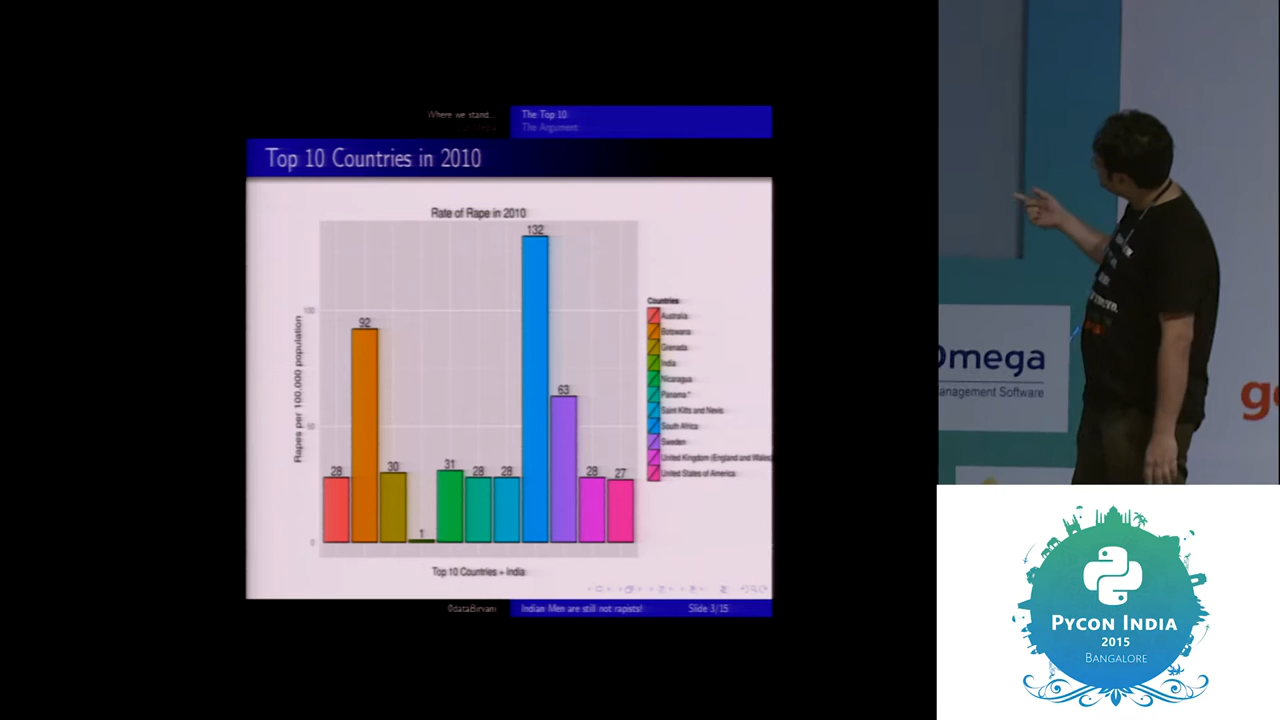 Where we stand...
The Top 10
The Argument
Top 10 Countries in 2010
Rate of Rape in 2010
Rapes per 100,000 population
100
50
0
28
92
30
1
31
28
28
132
63
28
27
Top 10 Countries + India
Countries
Australia
Botswana
Grenada
India
Nicaragua
Panama*
Saint Kitts and Nevis
South Africa
Sweden
United Kingdom (England and Wales)
United States of America
Indian Men are still not rapists!
Slide 3/15
Omega
anagement Software
g
PYCON INDIA
2015
BANGALORE